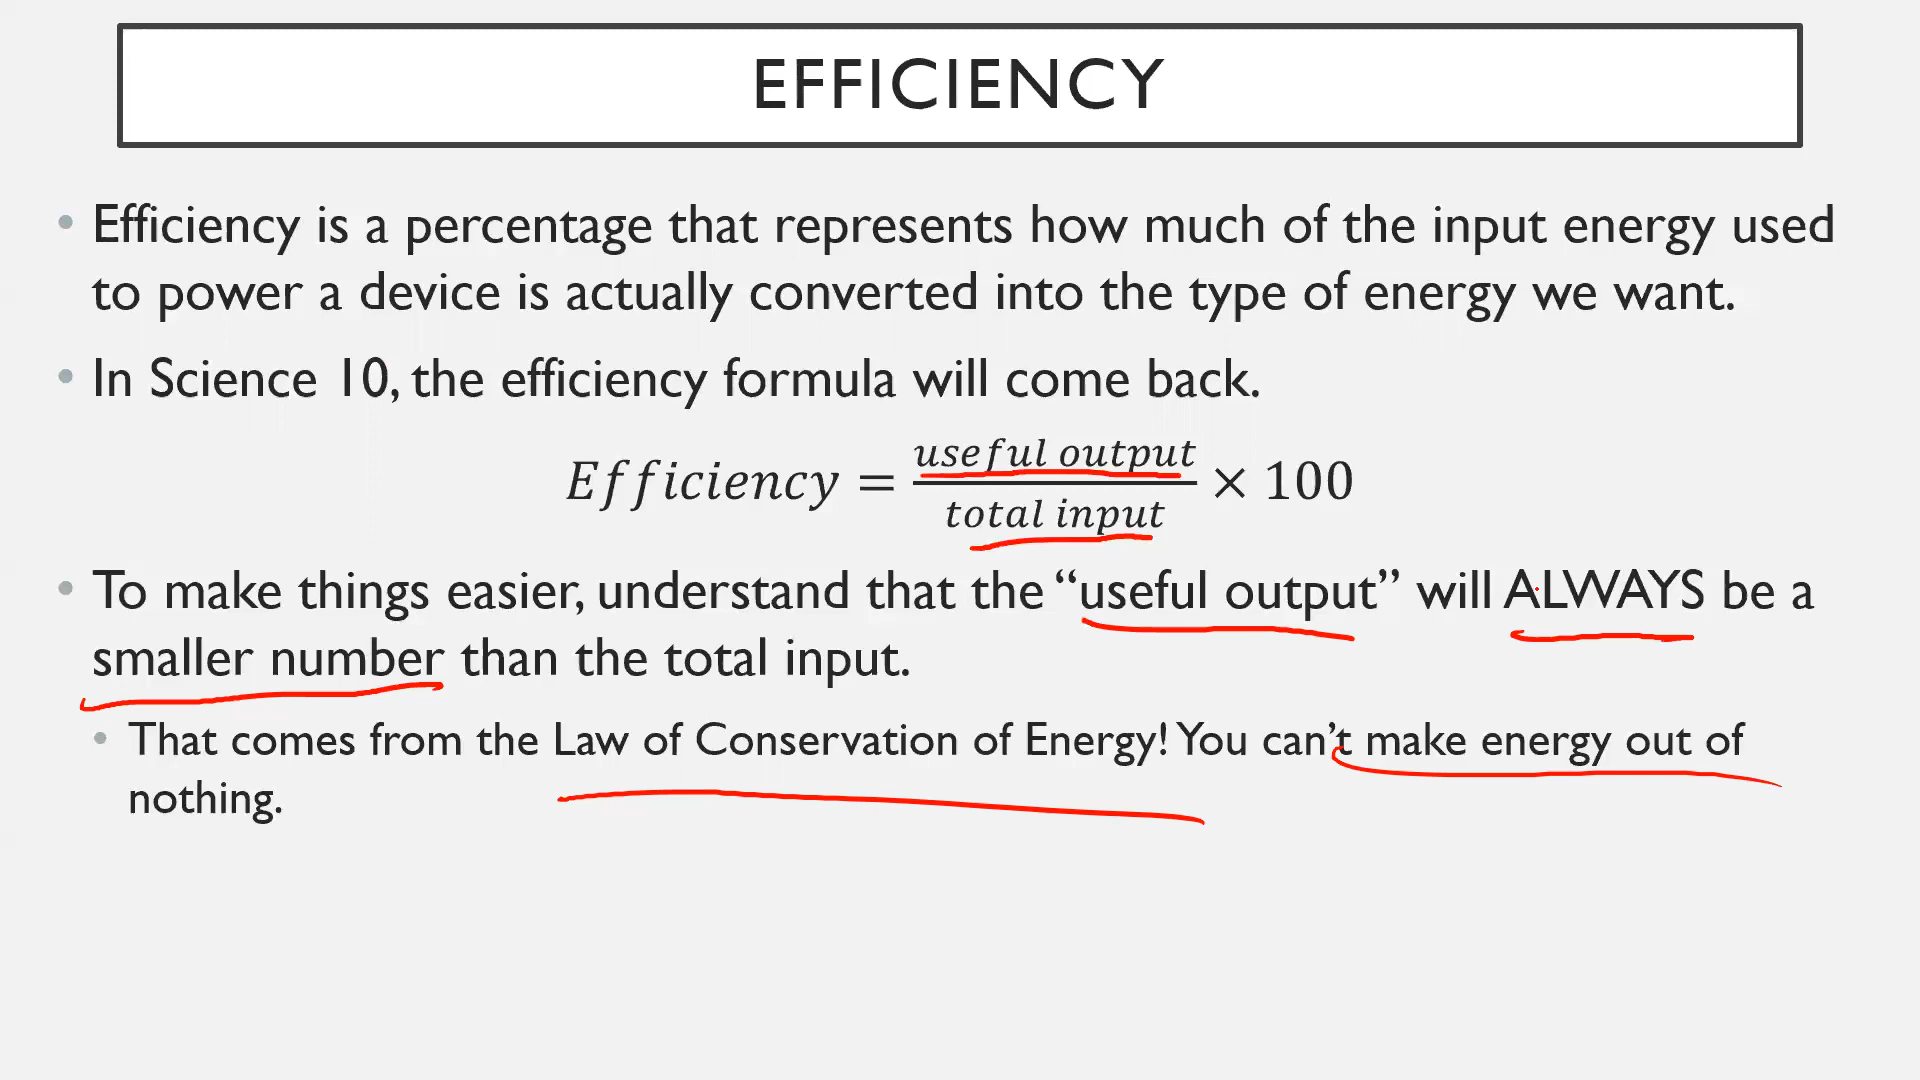 EFFICIENCY
• Efficiency is a percentage that represents how much of the input energy used
to power a device is actually converted into the type of energy we want.
• In Science 10, the efficiency formula will come back.
Efficiency = useful output / total input × 100
• To make things easier, understand that the “useful output” will ALWAYS be a
smaller number than the total input.
• That comes from the Law of Conservation of Energy! You can’t make energy out of
nothing.